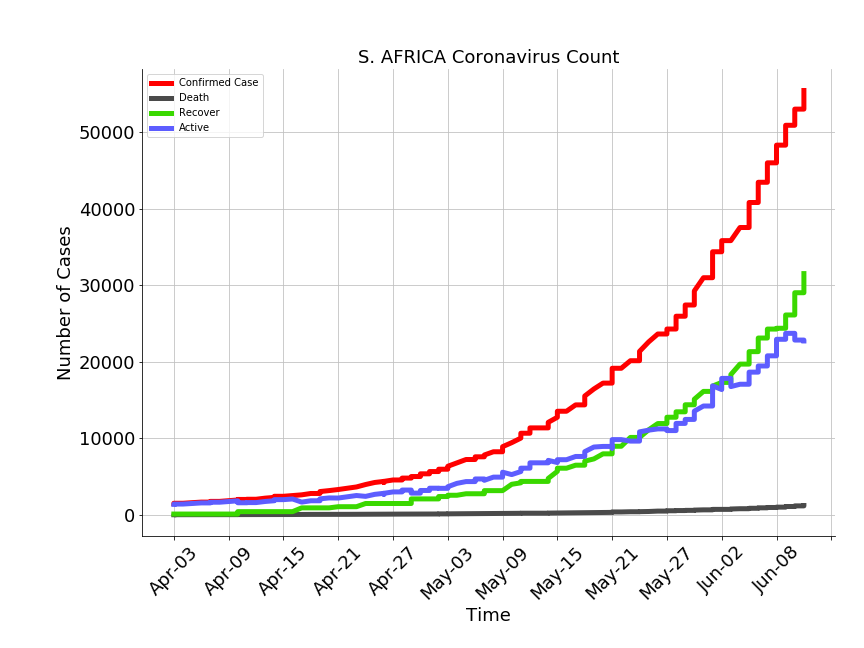 S. AFRICA Coronavirus Count
Confirmed Case
Death
Recover
Active
50000
40000
30000
20000
10000
0
Number of Cases
Apr-03
Apr-09
Apr-15
Apr-21
Apr-27
May-03
May-09
May-15
May-21
May-27
Jun-02
Jun-08
Time